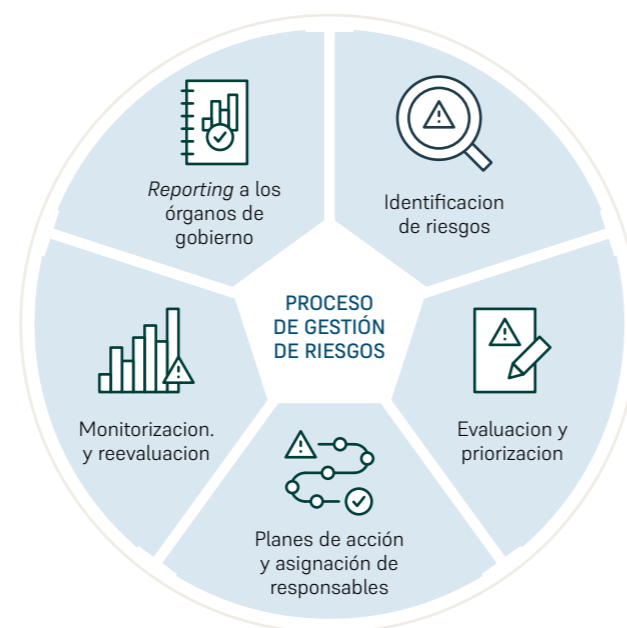 Reporting a los
órganos de
gobierno
Identificacion
de riesgos
PROCESO
DE GESTIÓN
DE RIESGOS
Monitorizacion.
y reevaluacion
Evaluacion y
priorizacion
Planes de acción
y asignación de
responsables